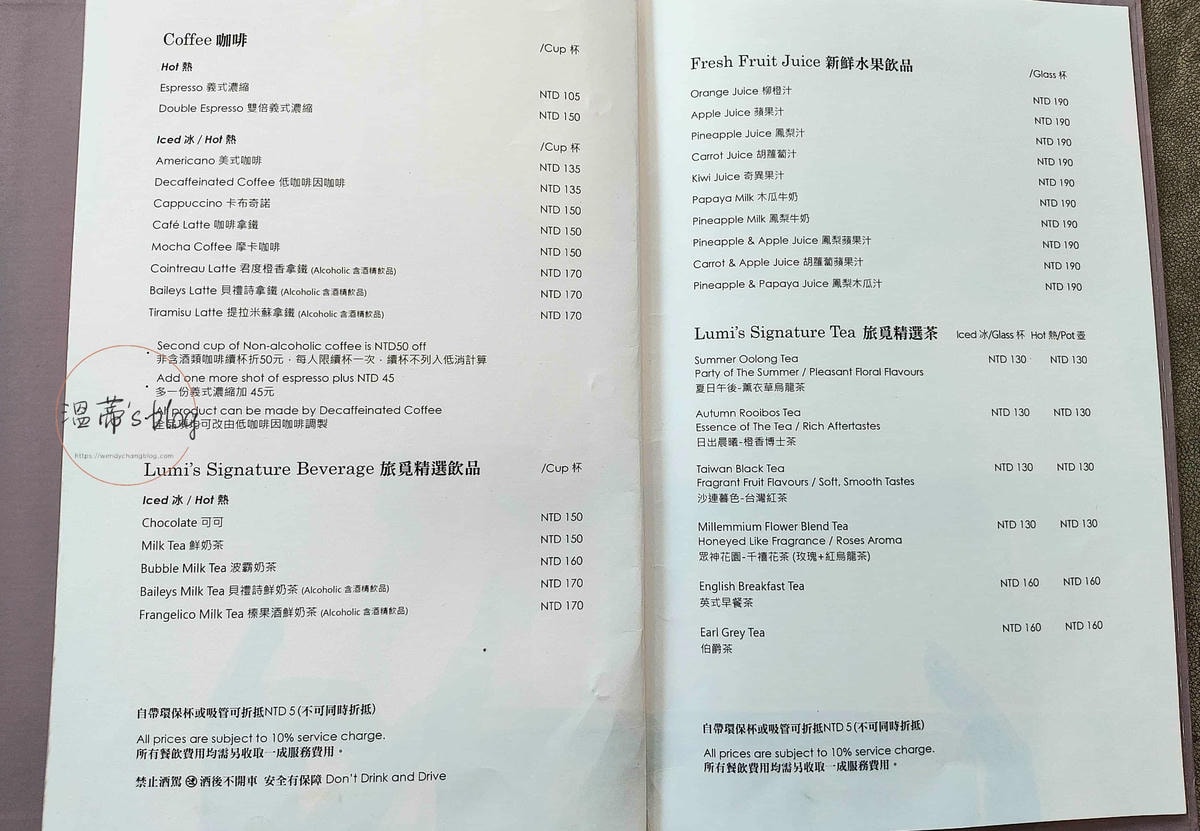 Coffee 咖啡
/Cup 杯
Hot 熱
Espresso 義式濃縮 NTD 105
Double Espresso 雙倍義式濃縮 NTD 150
Iced 冰 / Hot 熱 /Cup 杯
Americano 美式咖啡 NTD 135
Decaffeinated Coffee 低咖啡因咖啡 NTD 135
Cappuccino 卡布奇諾 NTD 150
Café Latte 咖啡拿鐵 NTD 150
Mocha Coffee 摩卡咖啡 NTD 150
Cointreau Latte 君度橙香拿鐵 (Alcoholic 含酒精飲品) NTD 170
Baileys Latte 貝禮詩拿鐵 (Alcoholic 含酒精飲品) NTD 170
Tiramisu Latte 提拉米蘇拿鐵 (Alcoholic 含酒精飲品) NTD 170
· Second cup of Non-alcoholic coffee is NTD50 off
非含酒類咖啡續杯折50元，每人限續杯一次，續杯不列入低消計算
· Add one more shot of espresso plus NTD 45
多一份義式濃縮加 45元
All product can be made by Decaffeinated Coffee
可改由低咖啡因咖啡調製
溫蒂's blog
https://wendychangblog.com
Lumi's Signature Beverage 旅覓精選飲品 /Cup 杯
Iced 冰 / Hot 熱
Chocolate 可可 NTD 150
Milk Tea 鮮奶茶 NTD 150
Bubble Milk Tea 波霸奶茶 NTD 160
Baileys Milk Tea 貝禮詩鮮奶茶 (Alcoholic 含酒精飲品) NTD 170
Frangelico Milk Tea 榛果酒鮮奶茶 (Alcoholic 含酒精飲品) NTD 170
自帶環保杯或吸管可折抵NTD 5 (不可同時折抵)
All prices are subject to 10% service charge.
所有餐飲費用均需另收取一成服務費用。
禁止酒駕 酒後不開車 安全有保障 Don't Drink and Drive
Fresh Fruit Juice 新鮮水果飲品
/Glass 杯
Orange Juice 柳橙汁 NTD 190
Apple Juice 蘋果汁 NTD 190
Pineapple Juice 鳳梨汁 NTD 190
Carrot Juice 胡蘿蔔汁 NTD 190
Kiwi Juice 奇異果汁 NTD 190
Papaya Milk 木瓜牛奶 NTD 190
Pineapple Milk 鳳梨牛奶 NTD 190
Pineapple & Apple Juice 鳳梨蘋果汁 NTD 190
Carrot & Apple Juice 胡蘿蔔蘋果汁 NTD 190
Pineapple & Papaya Juice 鳳梨木瓜汁 NTD 190
Lumi's Signature Tea 旅覓精選茶 Iced 冰/Glass 杯 Hot 熱/Pot 壺
Summer Oolong Tea NTD 130 NTD 130
Party of The Summer / Pleasant Floral Flavours
夏日午後-薰衣草烏龍茶
Autumn Rooibos Tea NTD 130 NTD 130
Essence of The Tea / Rich Aftertastes
日出晨曦-橙香博士茶
Taiwan Black Tea NTD 130 NTD 130
Fragrant Fruit Flavours / Soft, Smooth Tastes
沙連暮色-台灣紅茶
Millemmium Flower Blend Tea NTD 130 NTD 130
Honeyed Like Fragrance / Roses Aroma
眾神花園-千禧花茶 (玫瑰+紅烏龍茶)
English Breakfast Tea NTD 160 NTD 160
英式早餐茶
Earl Grey Tea NTD 160 NTD 160
伯爵茶
自帶環保杯或吸管可折抵NTD 5 (不可同時折抵)
All prices are subject to 10% service charge.
所有餐飲費用均需另收取一成服務費用。